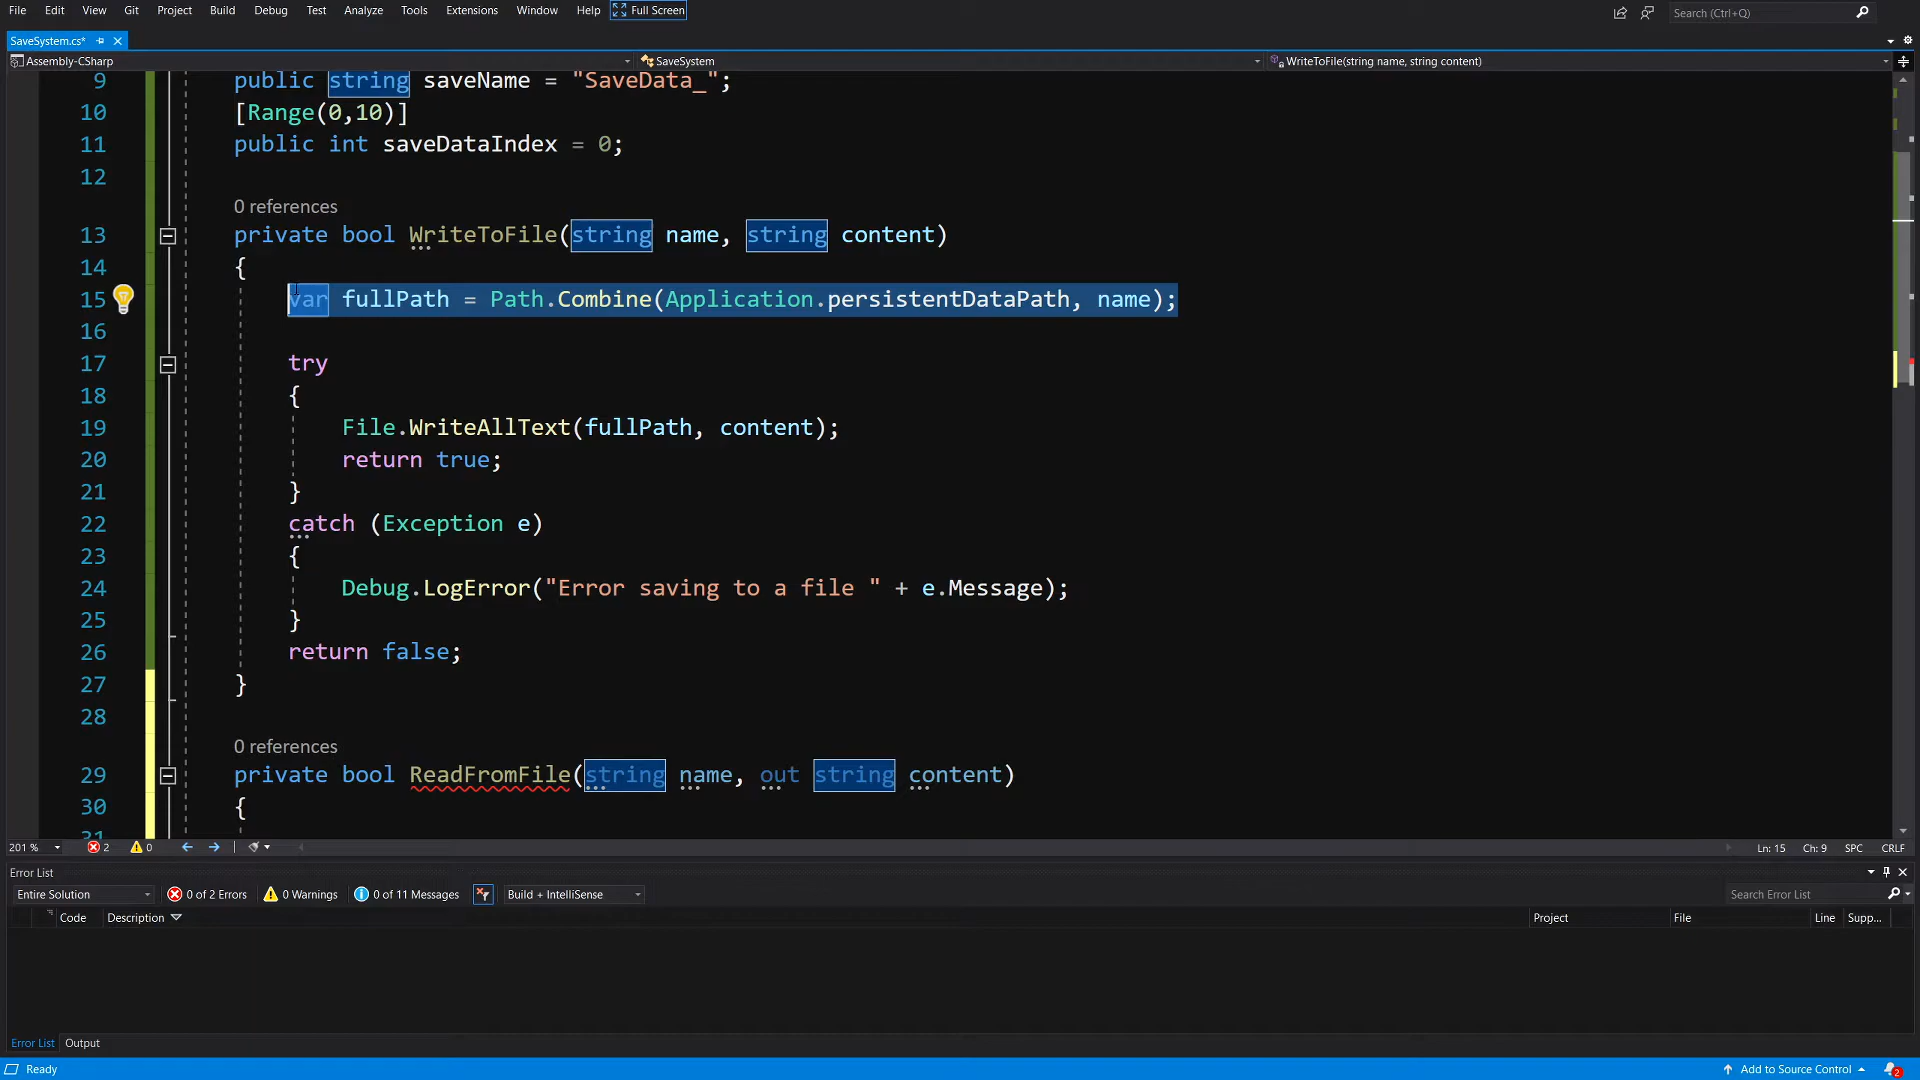 File Edit View Git Project Build Debug Test Analyze Tools Extensions Window Help Full Screen Search (Ctrl+Q)
SaveSystem.cs*
Assembly-CSharp SaveSystem WriteToFile(string name, string content)
9 public string saveName = "SaveData_";
10 [Range(0,10)]
11 public int saveDataIndex = 0;
12
0 references
13 private bool WriteToFile(string name, string content)
14 {
15 var fullPath = Path.Combine(Application.persistentDataPath, name);
16
17 try
18 {
19 File.WriteAllText(fullPath, content);
20 return true;
21 }
22 catch (Exception e)
23 {
24 Debug.LogError("Error saving to a file " + e.Message);
25 }
26 return false;
27 }
28
0 references
29 private bool ReadFromFile(string name, out string content)
30 {
31
201 % 2 0 Ln: 15 Ch: 9 SPC CRLF
Error List
Entire Solution 0 of 2 Errors 0 Warnings 0 of 11 Messages Build + IntelliSense Search Error List
Code Description Project File Line Supp...
Error List Output
Ready Add to Source Control 2